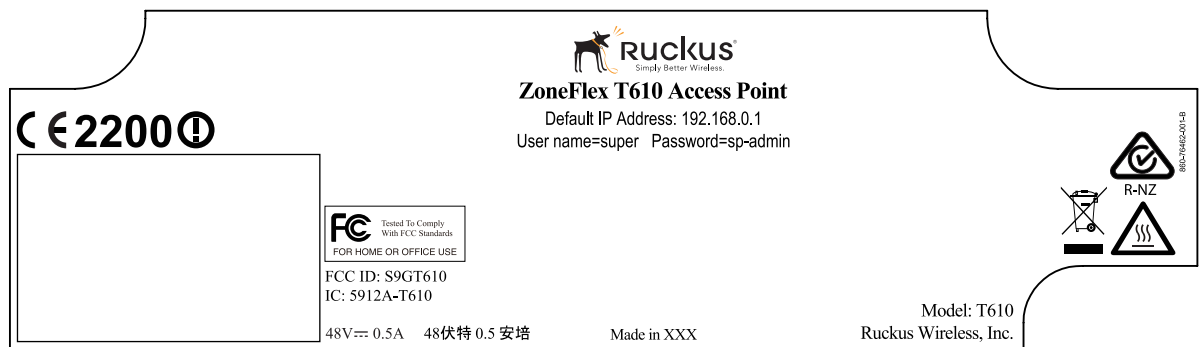 Ruckus®
Simply Better Wireless.
ZoneFlex T610 Access Point
Default IP Address: 192.168.0.1
User name=super Password=sp-admin
CE2200
860-76462-001-B
R-NZ
FC Tested To Comply
With FCC Standards
FOR HOME OR OFFICE USE
FCC ID: S9GT610
IC: 5912A-T610
48V⎓ 0.5A 48伏特 0.5 安培
Made in XXX
Model: T610
Ruckus Wireless, Inc.